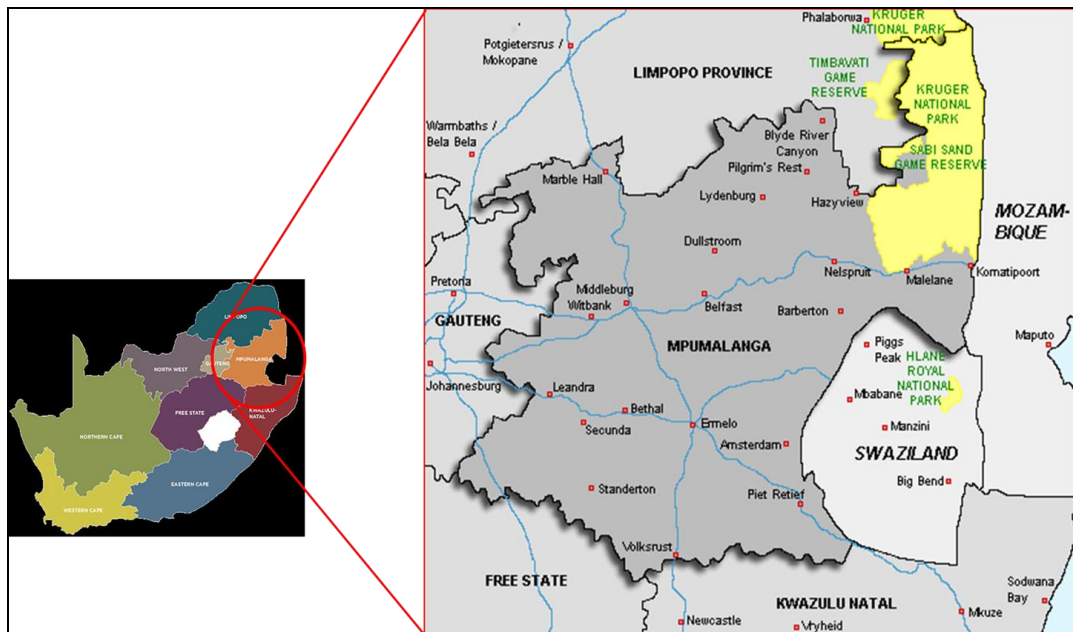 LIMPOPO
MPUMALANGA
GAUTENG
NORTH WEST
FREE STATE
KWAZULU-
NATAL
NORTHERN CAPE
EASTERN CAPE
WESTERN CAPE
Phalaborwa
KRUGER
NATIONAL PARK
Potgietersrus /
Mokopane
LIMPOPO PROVINCE
TIMBAVATI
GAME
RESERVE
KRUGER
NATIONAL
PARK
Warmbaths /
Bela Bela
Blyde River
Canyon
SABI SAND
GAME RESERVE
Marble Hall
Pilgrim's Rest
Lydenburg
Hazyview
MOZAM-
BIQUE
Dullstroom
Nelspruit
Malelane
Komatipoort
Pretoria
Middleburg
Witbank
Belfast
Barberton
GAUTENG
MPUMALANGA
Piggs
Peak
Maputo
HLANE
ROYAL
NATIONAL
PARK
Johannesburg
Leandra
Bethal
Mbabane
Secunda
Ermelo
Manzini
Amsterdam
SWAZILAND
Standerton
Piet Retief
Big Bend
Volksrust
FREE STATE
KWAZULU NATAL
Sodwana
Bay
Newcastle
Vryheid
Mkuze